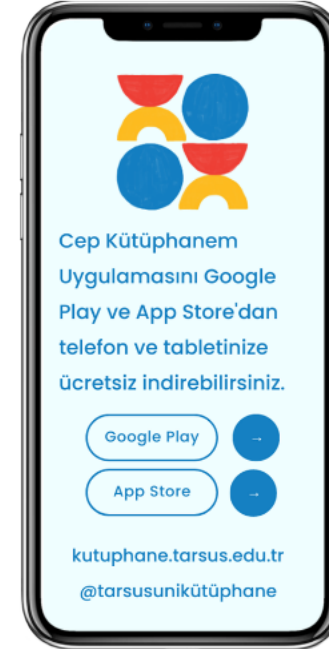 Cep Kütüphanem
Uygulamasını Google
Play ve App Store'dan
telefon ve tabletinize
ücretsiz indirebilirsiniz.
Google Play →
App Store →
kutuphane.tarsus.edu.tr
@tarsusunikütüphane